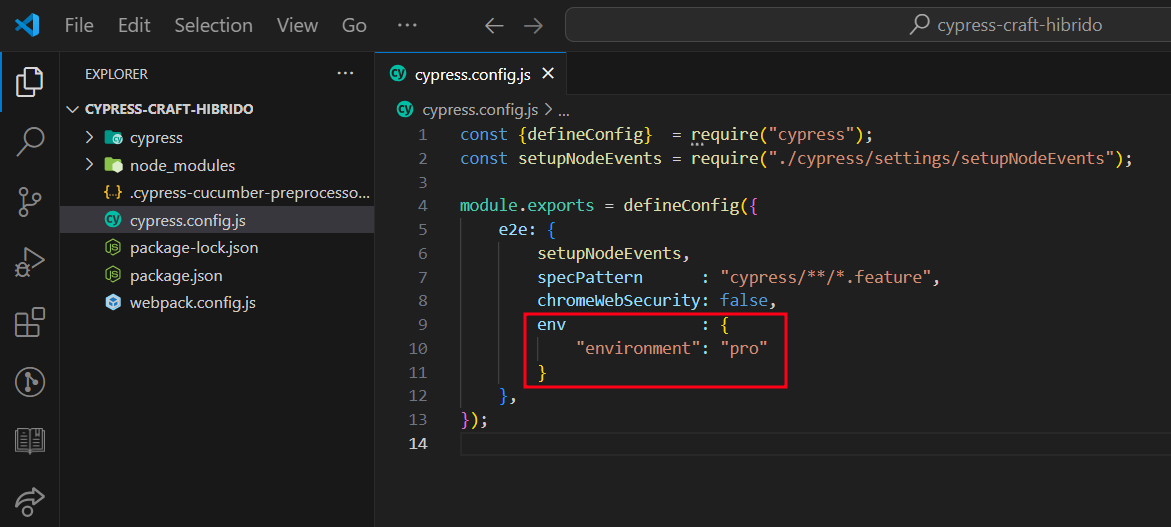 File Edit Selection View Go ··· cypress-craft-hibrido
EXPLORER ···
CYPRESS-CRAFT-HIBRIDO
cypress
node_modules
.cypress-cucumber-preprocesso...
cypress.config.js
package-lock.json
package.json
webpack.config.js
cypress.config.js
cypress.config.js > ...
1 const {defineConfig}  = require("cypress");
2 const setupNodeEvents = require("./cypress/settings/setupNodeEvents");
3
4 module.exports = defineConfig({
5     e2e: {
6         setupNodeEvents,
7         specPattern      : "cypress/**/*.feature",
8         chromeWebSecurity: false,
9         env              : {
10             "environment": "pro"
11         }
12     },
13 });
14